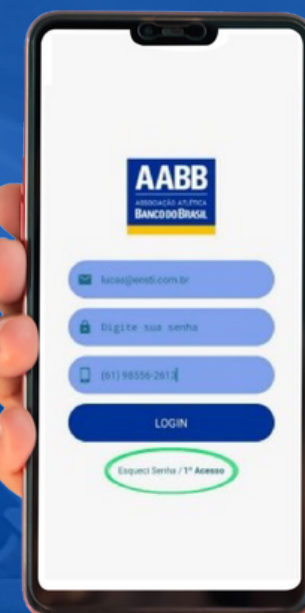 AABB
ASSOCIAÇÃO ATLÉTICA
BANCO DO BRASIL
lucas@ensti.com.br
Digite sua senha
(61) 98556-2613
LOGIN
Esqueci Senha / 1º Acesso